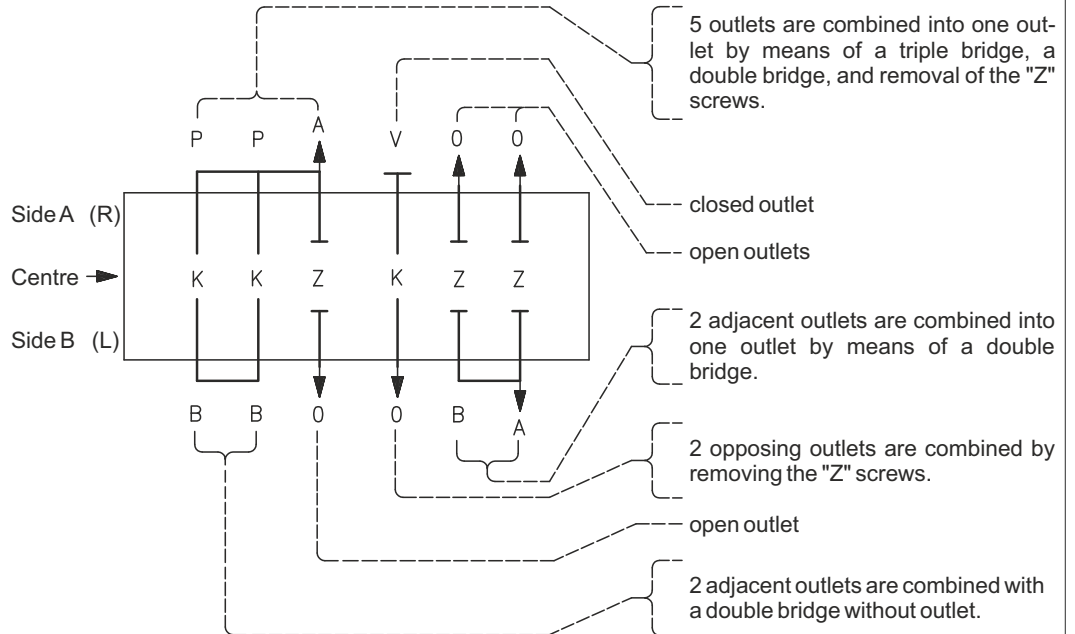 5 outlets are combined into one out-
let by means of a triple bridge, a
double bridge, and removal of the "Z"
screws.
P P A V 0 0
closed outlet
Side A (R)
open outlets
Centre K K Z K Z Z
2 adjacent outlets are combined into
one outlet by means of a double
bridge.
Side B (L)
B B 0 0 B A
2 opposing outlets are combined by
removing the "Z" screws.
open outlet
2 adjacent outlets are combined with
a double bridge without outlet.